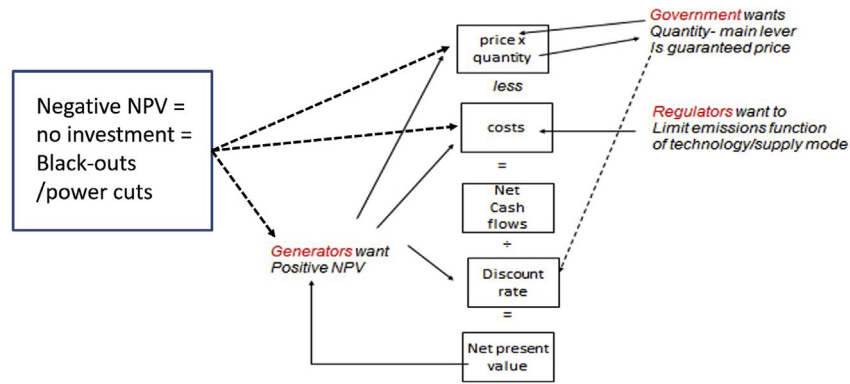 Negative NPV =
no investment =
Black-outs
/power cuts
Generators want
Positive NPV
price x
quantity
less
costs
=
Net
Cash
flows
÷
Discount
rate
=
Net present
value
Government wants
Quantity- main lever
Is guaranteed price
Regulators want to
Limit emissions function
of technology/supply mode